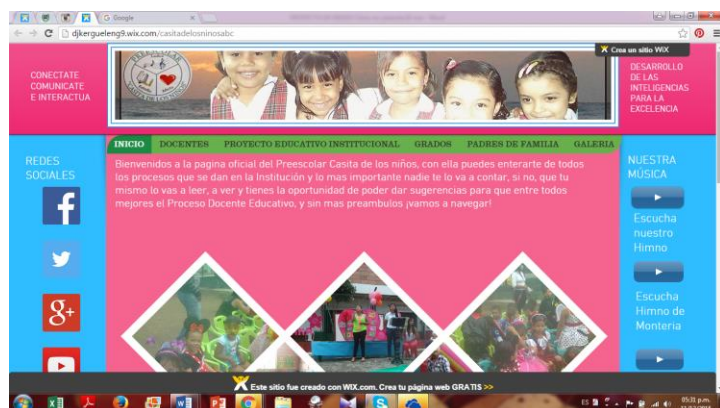 Google
djkergueleng9.wix.com/casitadelosninosabc
Crea un sitio WiX
CONECTATE
COMUNICATE
E INTERACTUA
DESARROLLO
DE LAS
INTELIGENCIAS
PARA LA
EXCELENCIA
INICIO DOCENTES PROYECTO EDUCATIVO INSTITUCIONAL GRADOS PADRES DE FAMILIA GALERIA
REDES
SOCIALES
Bienvenidos a la pagina oficial del Preescolar Casita de los niños, con ella puedes enterarte de todos
los procesos que se dan en la Institución y lo mas importante nadie te lo va a contar, si no, que tu
mismo lo vas a leer, a ver y tienes la oportunidad de poder dar sugerencias para que entre todos
mejores el Proceso Docente Educativo, y sin mas preambulos ¡vamos a navegar!
NUESTRA
MÚSICA
Escucha
nuestro
Himno
Escucha
Himno de
Monteria
Este sitio fue creado con WIX.com. Crea tu página web GRATIS >>
ES
05:31 p.m.